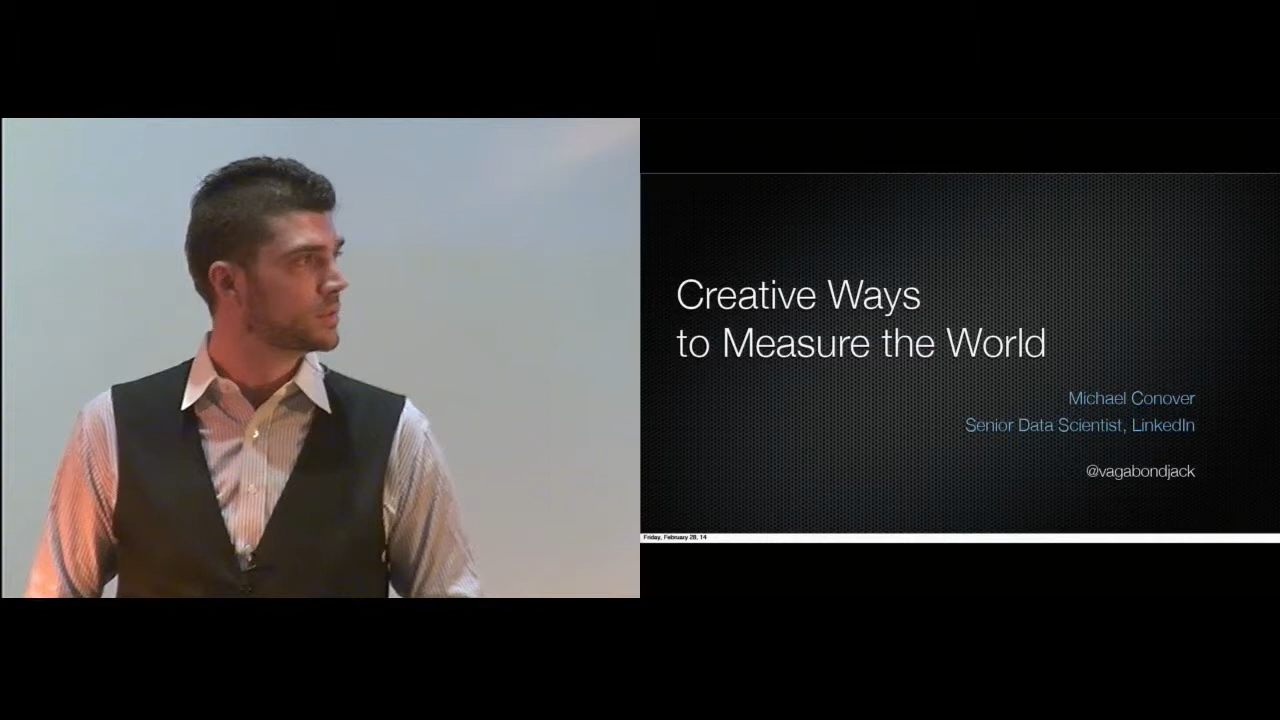 Creative Ways
to Measure the World
Michael Conover
Senior Data Scientist, LinkedIn
@vagabondjack
Friday, February 28, 14